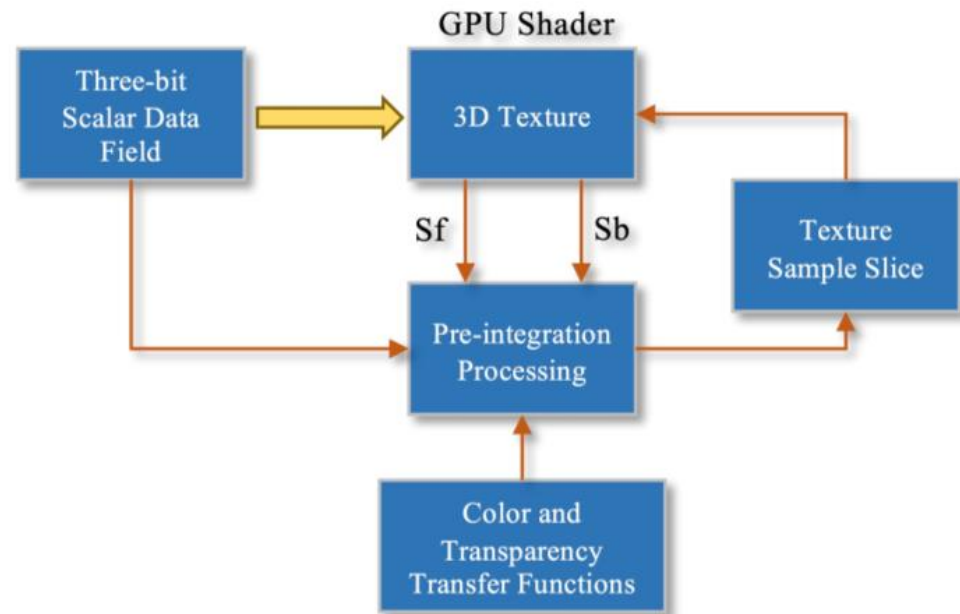 GPU Shader
Three-bit
Scalar Data
Field
3D Texture
Sf
Sb
Texture
Sample Slice
Pre-integration
Processing
Color and
Transparency
Transfer Functions